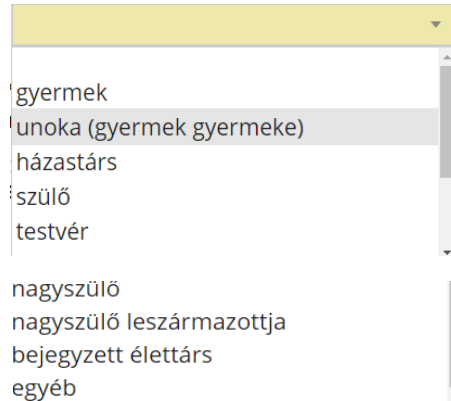 gyermek
unoka (gyermek gyermeke)
házastárs
szülő
testvér
nagyszülő
nagyszülő leszármazottja
bejegyzett élettárs
egyéb